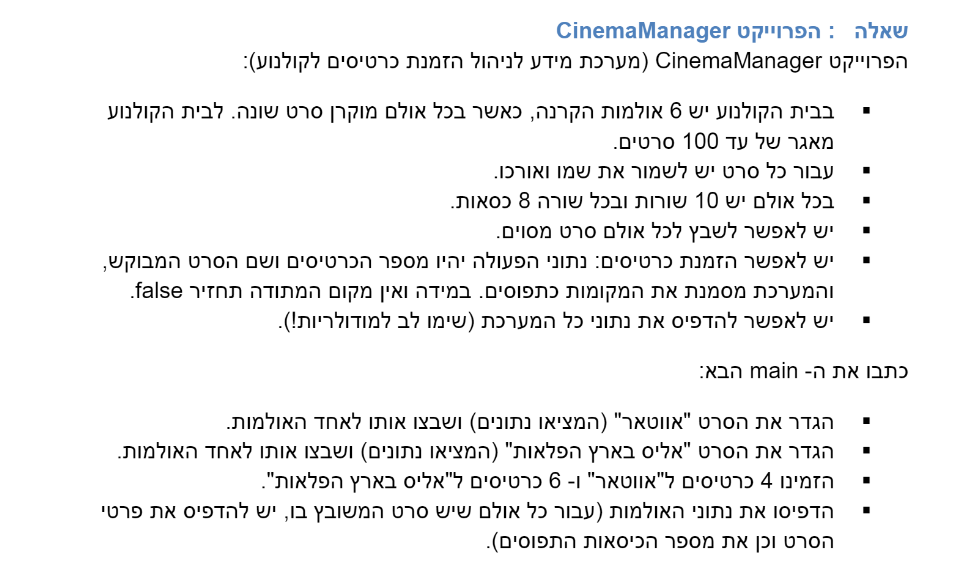 שאלה : הפרוייקט CinemaManager
הפרוייקט CinemaManager (מערכת מידע לניהול הזמנת כרטיסים לקולנוע):
▪ בבית הקולנוע יש 6 אולמות הקרנה, כאשר בכל אולם מוקרן סרט שונה. לבית הקולנוע
מאגר של עד 100 סרטים.
▪ עבור כל סרט יש לשמור את שמו ואורכו.
▪ בכל אולם יש 10 שורות ובכל שורה 8 כסאות.
▪ יש לאפשר לשבץ לכל אולם סרט מסוים.
▪ יש לאפשר הזמנת כרטיסים: נתוני הפעולה יהיו מספר הכרטיסים ושם הסרט המבוקש,
והמערכת מסמנת את המקומות כתפוסים. במידה ואין מקום המתודה תחזיר false.
▪ יש לאפשר להדפיס את נתוני כל המערכת (שימו לב למודולריות!).
כתבו את ה- main הבא:
▪ הגדר את הסרט "אווטאר" (המציאו נתונים) ושבצו אותו לאחד האולמות.
▪ הגדר את הסרט "אליס בארץ הפלאות" (המציאו נתונים) ושבצו אותו לאחד האולמות.
▪ הזמינו 4 כרטיסים ל"אווטאר" ו- 6 כרטיסים ל"אליס בארץ הפלאות".
▪ הדפיסו את נתוני האולמות (עבור כל אולם שיש סרט המשובץ בו, יש להדפיס את פרטי
הסרט וכן את מספר הכיסאות התפוסים).